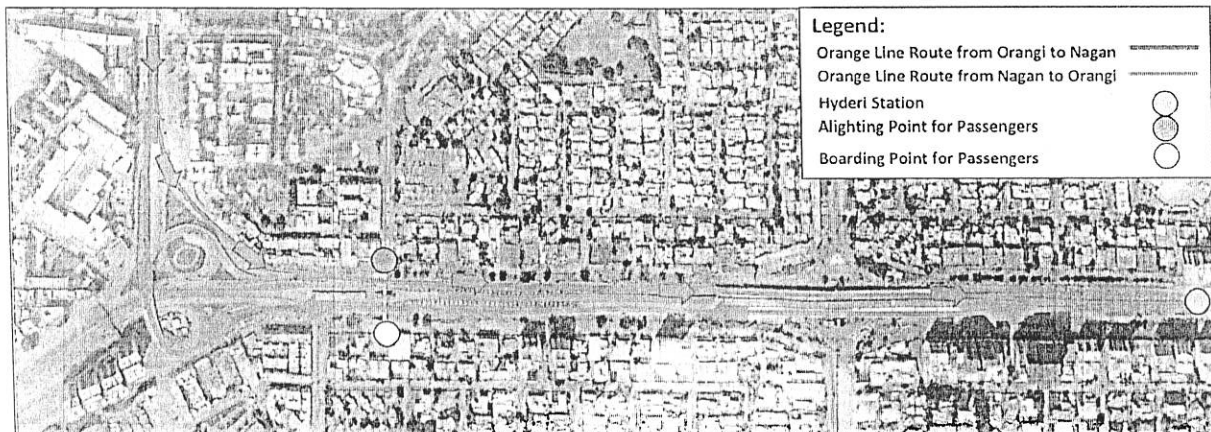 Legend:
Orange Line Route from Orangi to Nagan
Orange Line Route from Nagan to Orangi
Hyderi Station
Alighting Point for Passengers
Boarding Point for Passengers